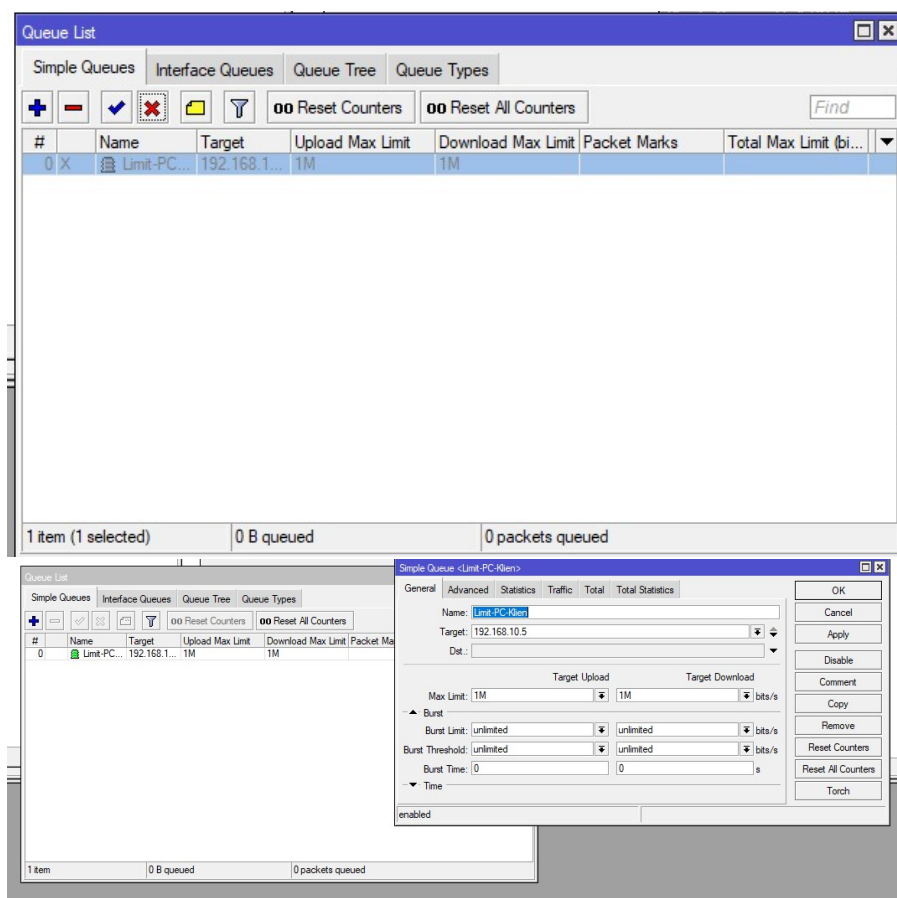 Queue List
Simple Queues Interface Queues Queue Tree Queue Types
00 Reset Counters 00 Reset All Counters Find
# Name Target Upload Max Limit Download Max Limit Packet Marks Total Max Limit (bi...
0 X Limit-PC... 192.168.1... 1M 1M
1 item (1 selected) 0 B queued 0 packets queued
Queue List
Simple Queues Interface Queues Queue Tree Queue Types
00 Reset Counters 00 Reset All Counters
# Name Target Upload Max Limit Download Max Limit Packet Ma
0 Limit-PC... 192.168.1... 1M 1M
1 item 0 B queued 0 packets queued
Simple Queue <Limit-PC-Klien>
General Advanced Statistics Traffic Total Total Statistics
Name: Limit-PC-Klien
Target: 192.168.10.5
Dst.:
Target Upload Target Download
Max Limit: 1M 1M bits/s
Burst
Burst Limit: unlimited unlimited bits/s
Burst Threshold: unlimited unlimited bits/s
Burst Time: 0 0 s
Time
enabled
OK
Cancel
Apply
Disable
Comment
Copy
Remove
Reset Counters
Reset All Counters
Torch